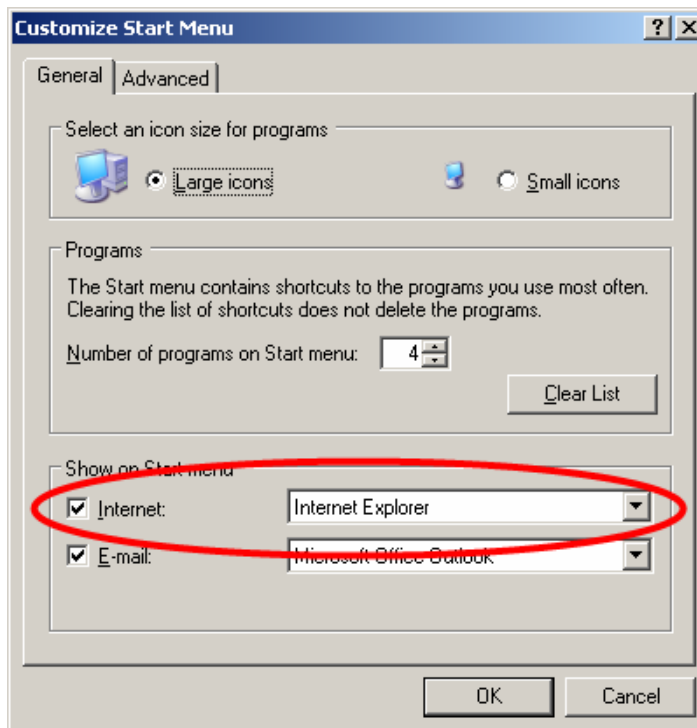 Customize Start Menu
General
Advanced
Select an icon size for programs
Large icons
Small icons
Programs
The Start menu contains shortcuts to the programs you use most often.
Clearing the list of shortcuts does not delete the programs.
Number of programs on Start menu: 4
Clear List
Show on Start menu
Internet: Internet Explorer
E-mail: Microsoft Office Outlook
OK
Cancel